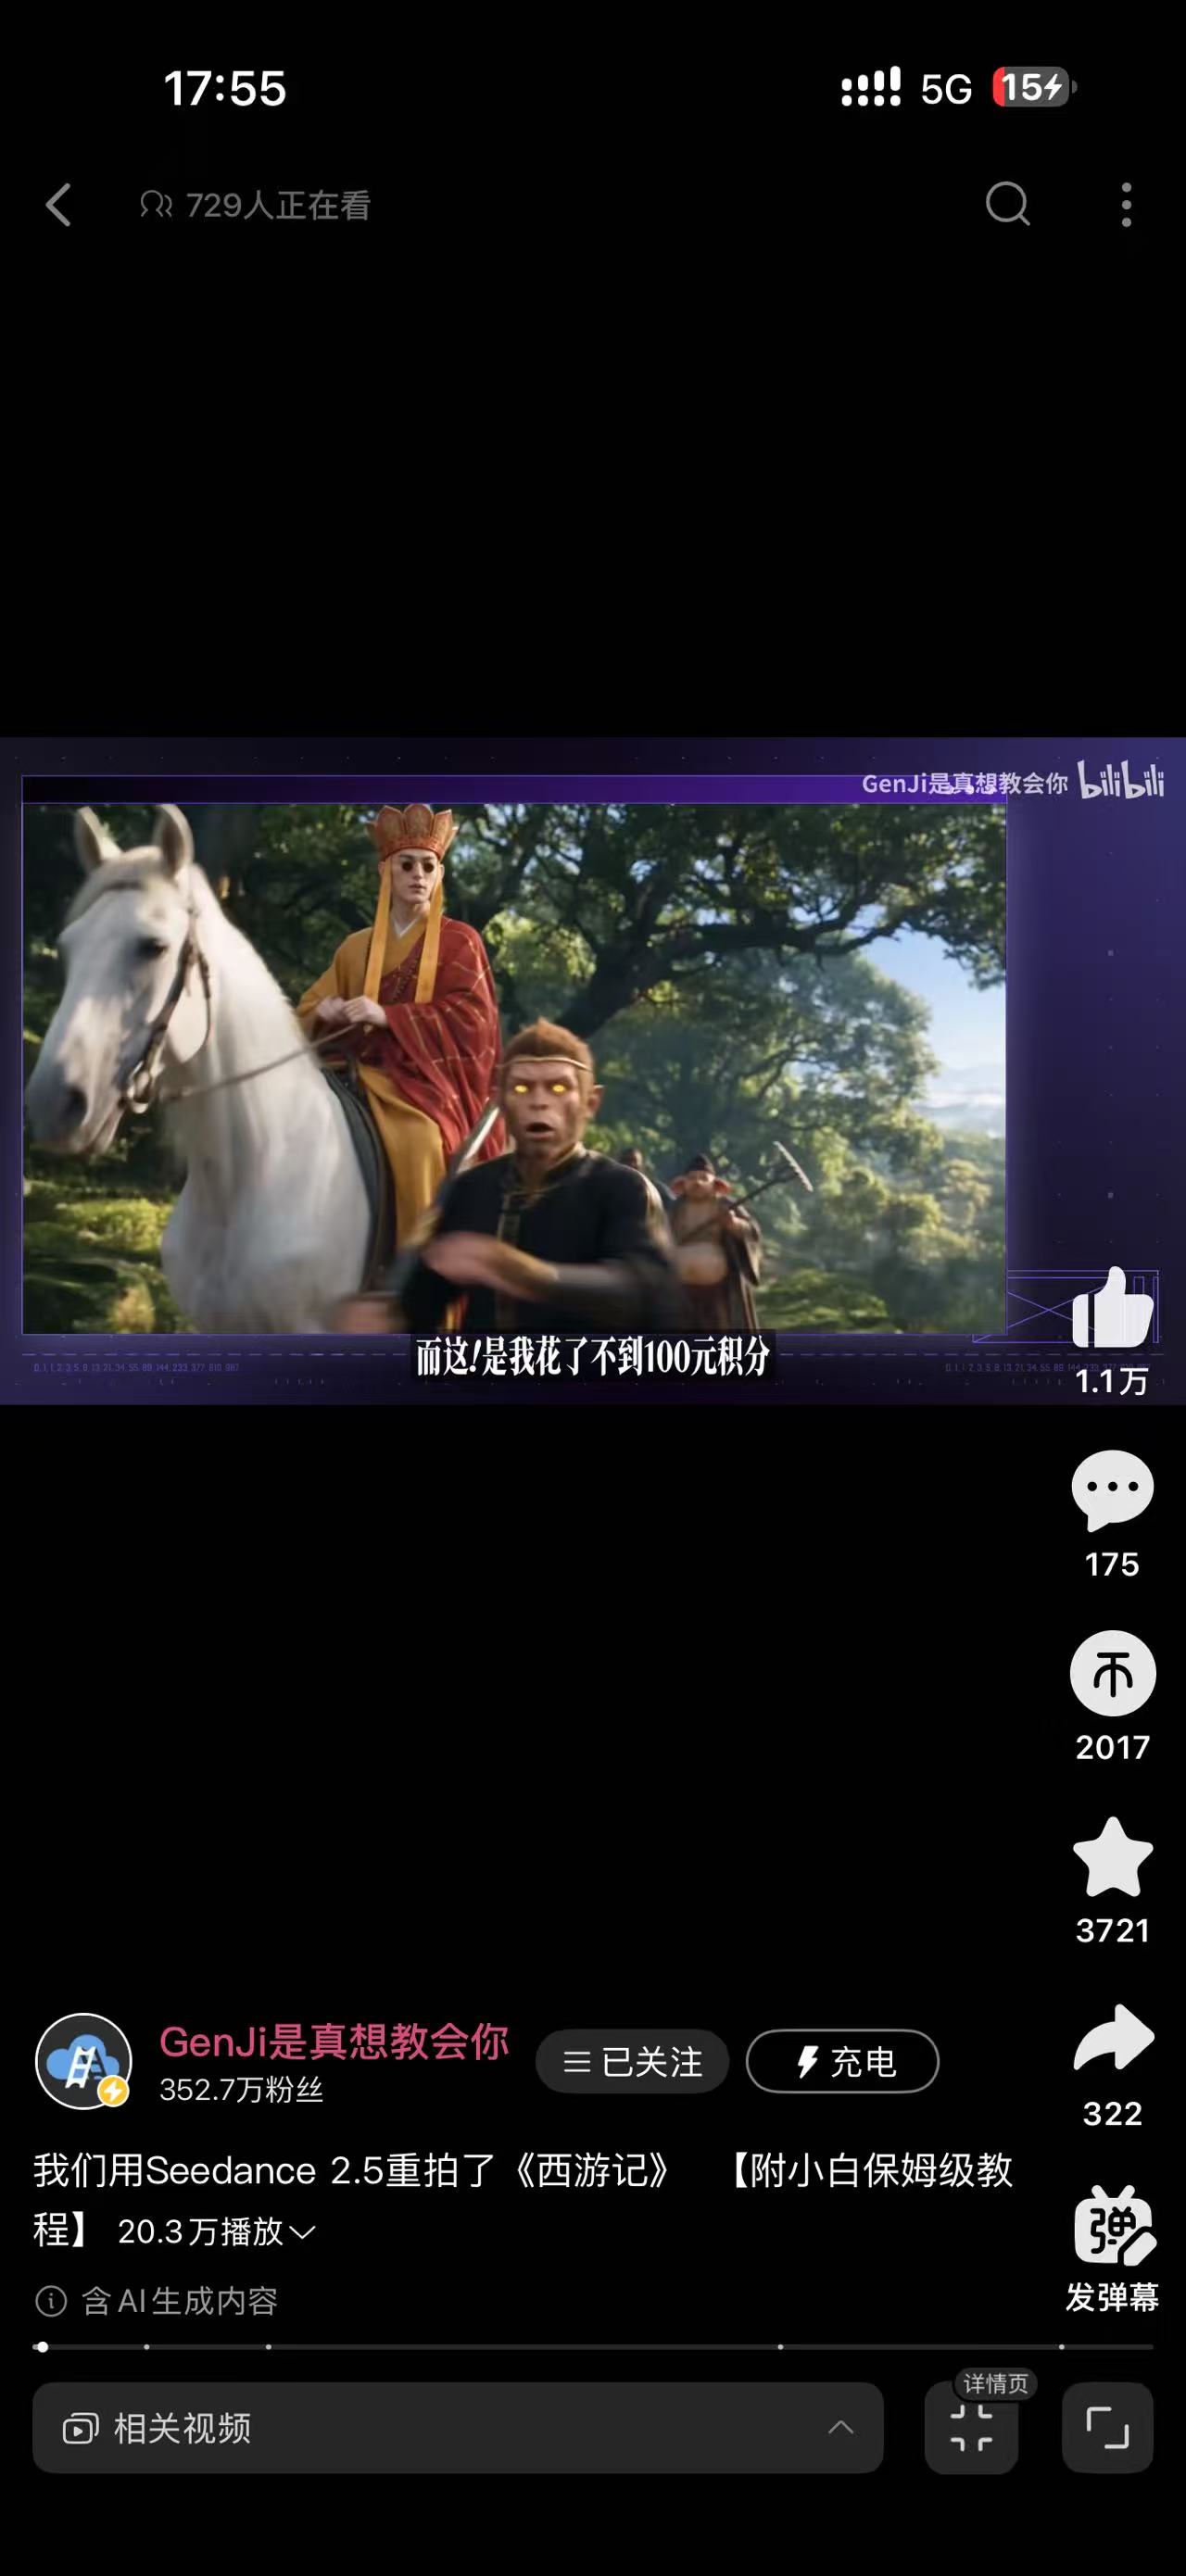 17:55
5G
15
729人正在看
GenJi是真想教会你 bilibili
而这!是我花了不到100元积分
1.1万
175
2017
3721
322
GenJi是真想教会你
352.7万粉丝
已关注
充电
我们用Seedance 2.5重拍了《西游记》 【附小白保姆级教
程】 20.3万播放
弹
发弹幕
含AI生成内容
详情页
相关视频